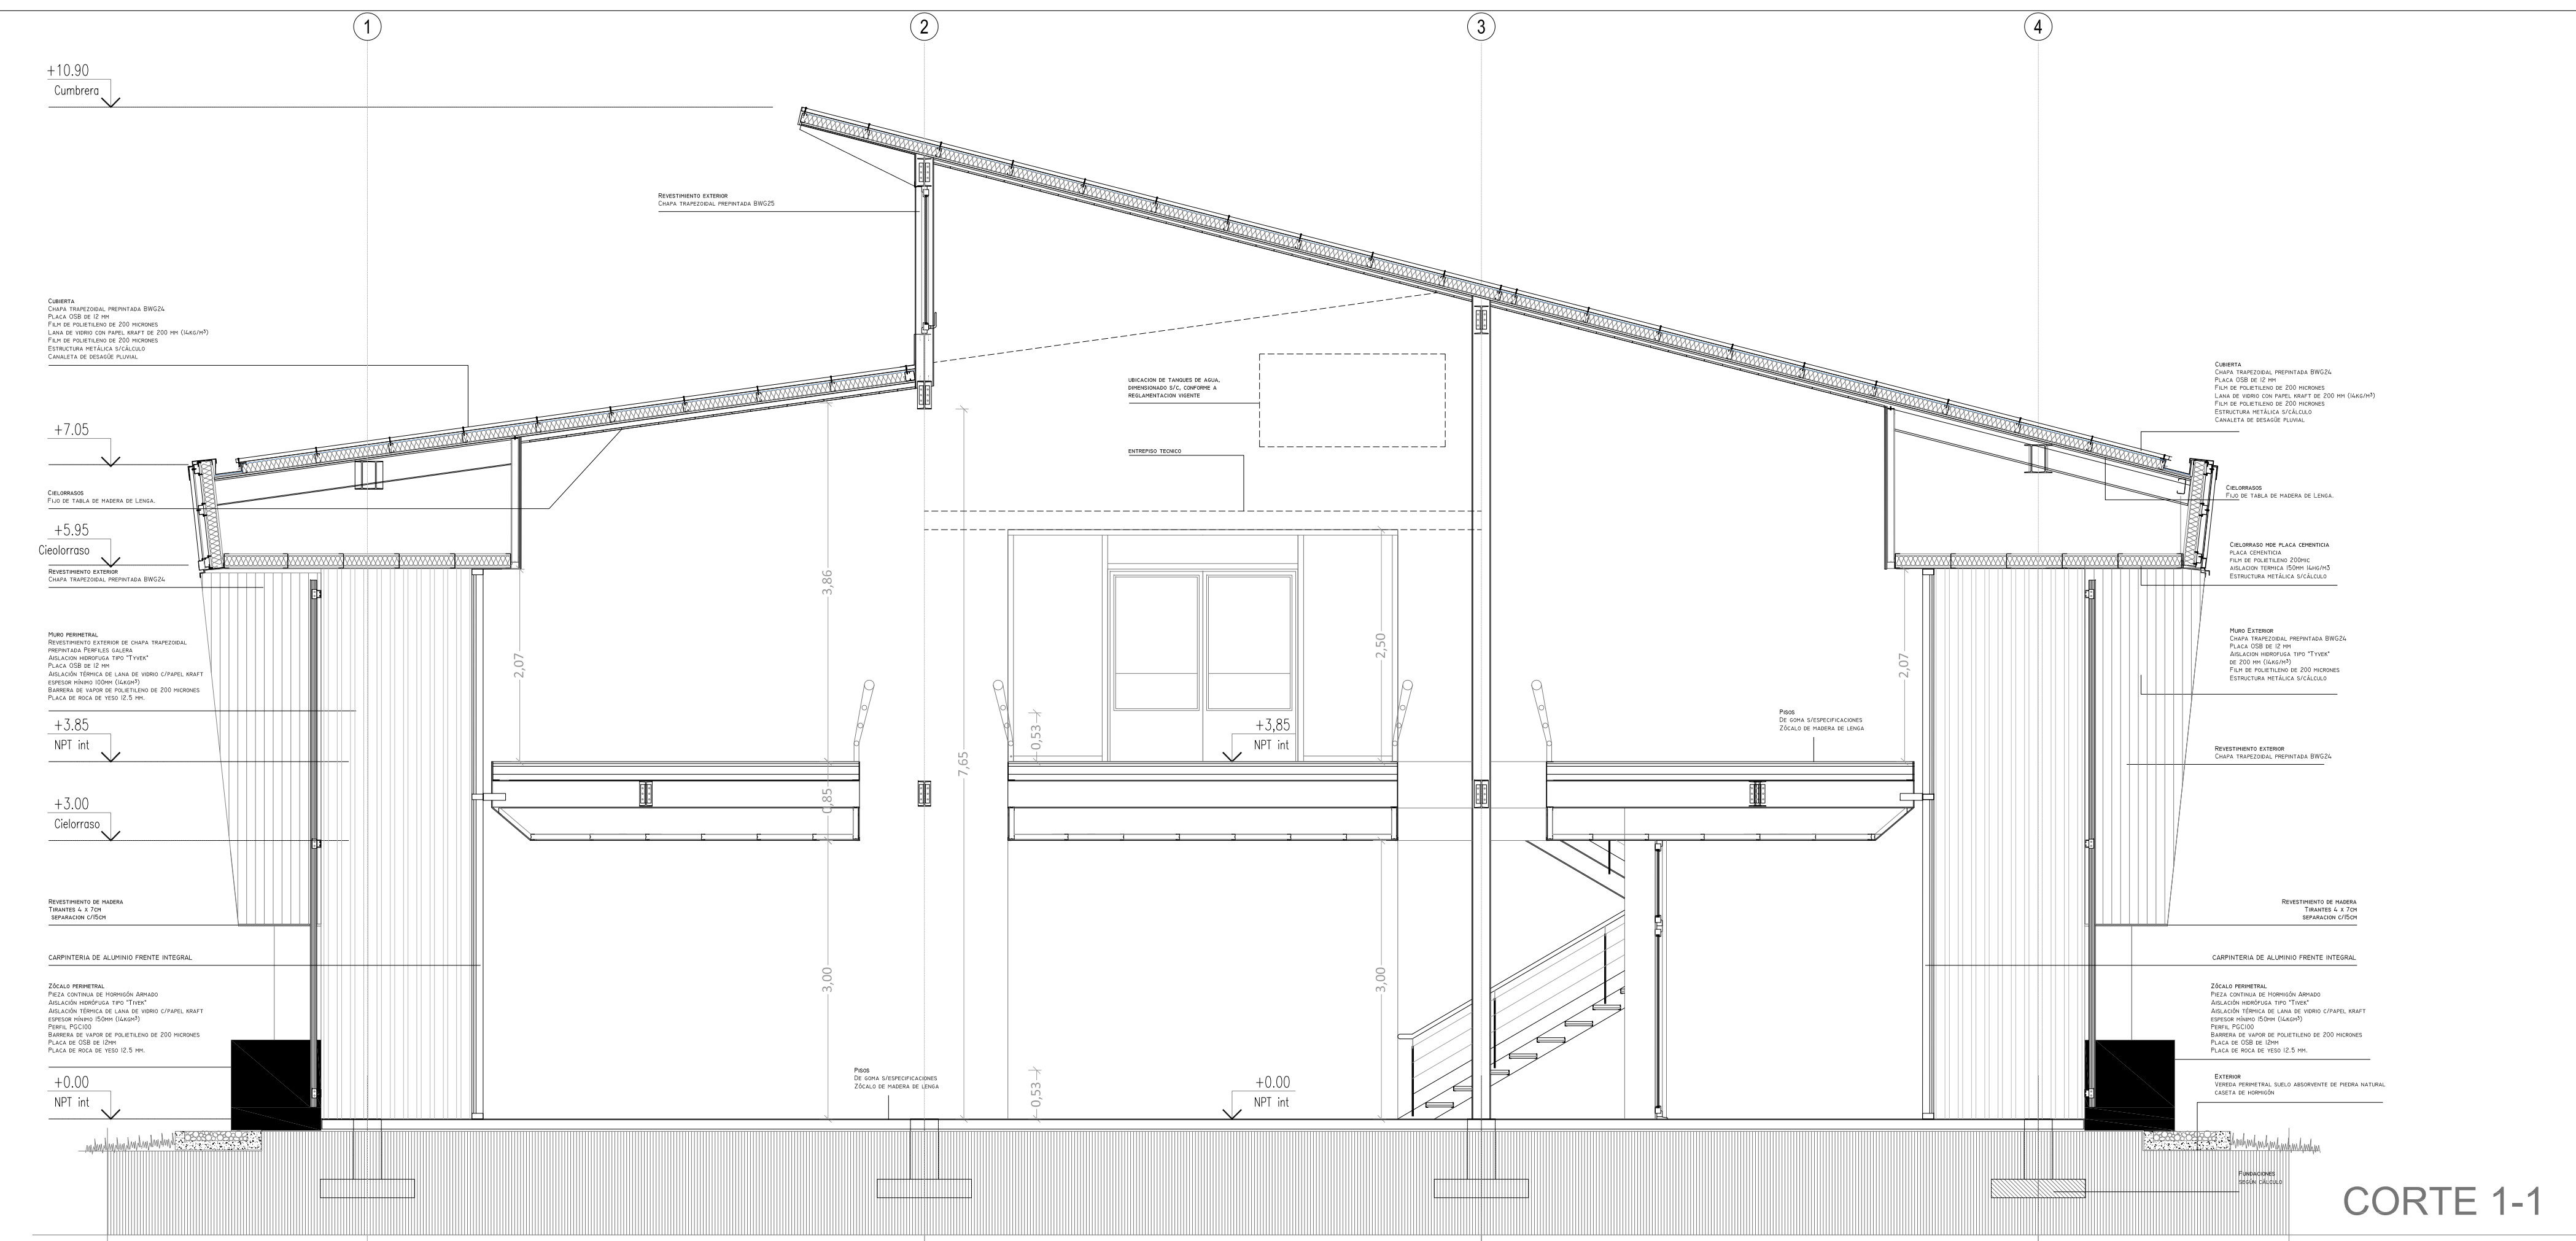 1
2
3
4
+10.90
Cumbrera
REVESTIMIENTO EXTERIOR
CHAPA TRAPEZOIDAL PREPINTADA BWG25
CUBIERTA
CHAPA TRAPEZOIDAL PREPINTADA BWG24
PLACA OSB DE 12 MM
FILM DE POLIETILENO DE 200 MICRONES
LANA DE VIDRIO CON PAPEL KRAFT DE 200 MM (14KG/M³)
FILM DE POLIETILENO DE 200 MICRONES
ESTRUCTURA METÁLICA S/CÁLCULO
CANALETA DE DESAGÜE PLUVIAL
+7.05
CIELORRASOS
FIJO DE TABLA DE MADERA DE LENGA.
+5.95
Cieolorraso
REVESTIMIENTO EXTERIOR
CHAPA TRAPEZOIDAL PREPINTADA BWG24
MURO PERIMETRAL
REVESTIMIENTO EXTERIOR DE CHAPA TRAPEZOIDAL
PREPINTADA PERFILES GALERA
AISLACION HIDROFUGA TIPO "TYVEK"
PLACA OSB DE 12 MM
AISLACIÓN TÉRMICA DE LANA DE VIDRIO C/PAPEL KRAFT
ESPESOR MÍNIMO 100MM (14KGM³)
BARRERA DE VAPOR DE POLIETILENO DE 200 MICRONES
PLACA DE ROCA DE YESO 12.5 MM.
+3.85
NPT int
+3.00
Cielorraso
REVESTIMIENTO DE MADERA
TIRANTES 4 X 7CM
SEPARACION C/15CM
CARPINTERIA DE ALUMINIO FRENTE INTEGRAL
ZÓCALO PERIMETRAL
PIEZA CONTINUA DE HORMIGÓN ARMADO
AISLACIÓN HIDRÓFUGA TIPO "TIVEK"
AISLACIÓN TÉRMICA DE LANA DE VIDRIO C/PAPEL KRAFT
ESPESOR MÍNIMO 150MM (14KGM³)
PERFIL PGC100
BARRERA DE VAPOR DE POLIETILENO DE 200 MICRONES
PLACA DE OSB DE 12MM
PLACA DE ROCA DE YESO 12.5 MM.
+0.00
NPT int
UBICACION DE TANQUES DE AGUA,
DIMENSIONADO S/C, CONFORME A
REGLAMENTACION VIGENTE
ENTREPISO TECNICO
2,07
3,86
0,85
3,00
7,65
0,53
0,53
2,50
3,00
2,07
+3,85
NPT int
+0.00
NPT int
PISOS
DE GOMA S/ESPECIFICACIONES
ZÓCALO DE MADERA DE LENGA
PISOS
DE GOMA S/ESPECIFICACIONES
ZÓCALO DE MADERA DE LENGA
CUBIERTA
CHAPA TRAPEZOIDAL PREPINTADA BWG24
PLACA OSB DE 12 MM
FILM DE POLIETILENO DE 200 MICRONES
LANA DE VIDRIO CON PAPEL KRAFT DE 200 MM (14KG/M³)
FILM DE POLIETILENO DE 200 MICRONES
ESTRUCTURA METÁLICA S/CÁLCULO
CANALETA DE DESAGÜE PLUVIAL
CIELORRASOS
FIJO DE TABLA DE MADERA DE LENGA.
CIELORRASO MDE PLACA CEMENTICIA
PLACA CEMENTICIA
FILM DE POLIETILENO 200MIC
AISLACION TERMICA 150MM 14HG/M3
ESTRUCTURA METÁLICA S/CÁLCULO
MURO EXTERIOR
CHAPA TRAPEZOIDAL PREPINTADA BWG24
PLACA OSB DE 12 MM
AISLACION HIDROFUGA TIPO "TYVEK"
DE 200 MM (14KG/M³)
FILM DE POLIETILENO DE 200 MICRONES
ESTRUCTURA METÁLICA S/CÁLCULO
REVESTIMIENTO EXTERIOR
CHAPA TRAPEZOIDAL PREPINTADA BWG24
REVESTIMIENTO DE MADERA
TIRANTES 4 X 7CM
SEPARACION C/15CM
CARPINTERIA DE ALUMINIO FRENTE INTEGRAL
ZÓCALO PERIMETRAL
PIEZA CONTINUA DE HORMIGÓN ARMADO
AISLACIÓN HIDRÓFUGA TIPO "TIVEK"
AISLACIÓN TÉRMICA DE LANA DE VIDRIO C/PAPEL KRAFT
ESPESOR MÍNIMO 150MM (14KGM³)
PERFIL PGC100
BARRERA DE VAPOR DE POLIETILENO DE 200 MICRONES
PLACA DE OSB DE 12MM
PLACA DE ROCA DE YESO 12.5 MM.
EXTERIOR
VEREDA PERIMETRAL SUELO ABSORVENTE DE PIEDRA NATURAL
CASETA DE HORMIGÓN
FUNDACIONES
SEGÚN CÁLCULO
CORTE 1-1